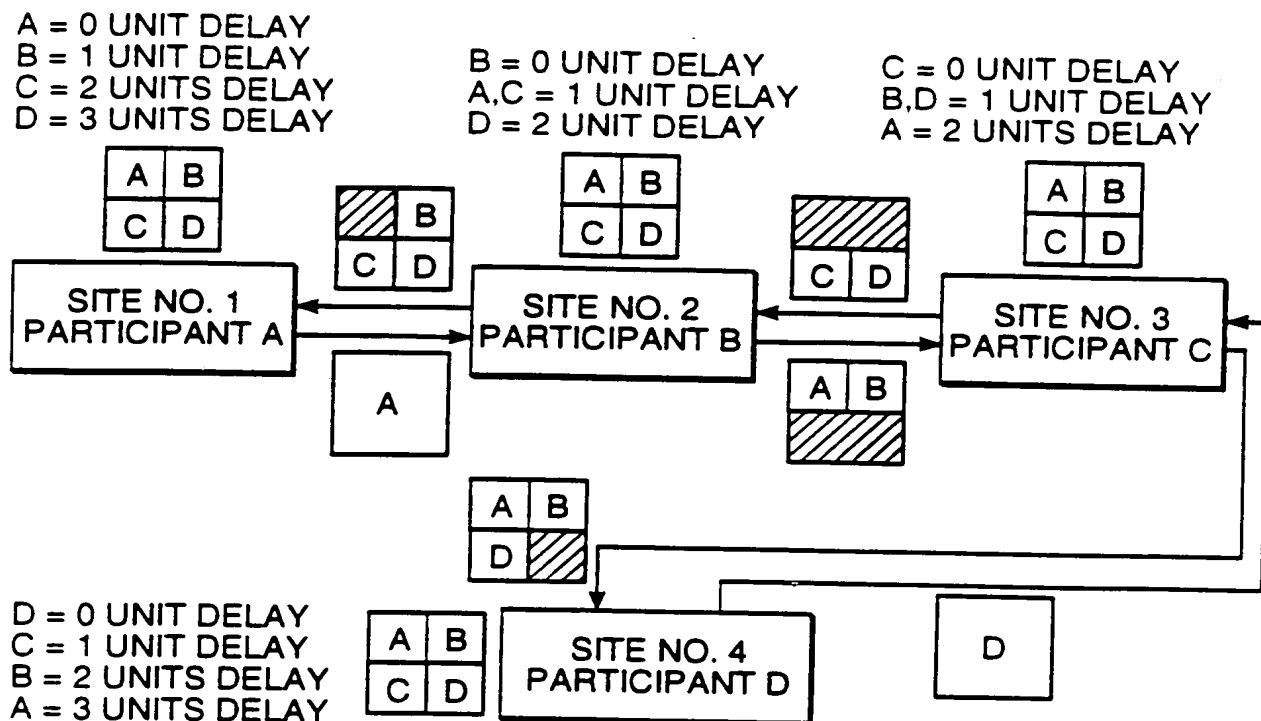 A = 0 UNIT DELAY
B = 1 UNIT DELAY
C = 2 UNITS DELAY
D = 3 UNITS DELAY
B = 0 UNIT DELAY
A,C = 1 UNIT DELAY
D = 2 UNIT DELAY
C = 0 UNIT DELAY
B,D = 1 UNIT DELAY
A = 2 UNITS DELAY
A B
C D
B
C D
A B
C D
C D
A B
C D
SITE NO. 1
PARTICIPANT A
SITE NO. 2
PARTICIPANT B
SITE NO. 3
PARTICIPANT C
A
A B
A B
D
D = 0 UNIT DELAY
C = 1 UNIT DELAY
B = 2 UNITS DELAY
A = 3 UNITS DELAY
A B
C D
SITE NO. 4
PARTICIPANT D
D